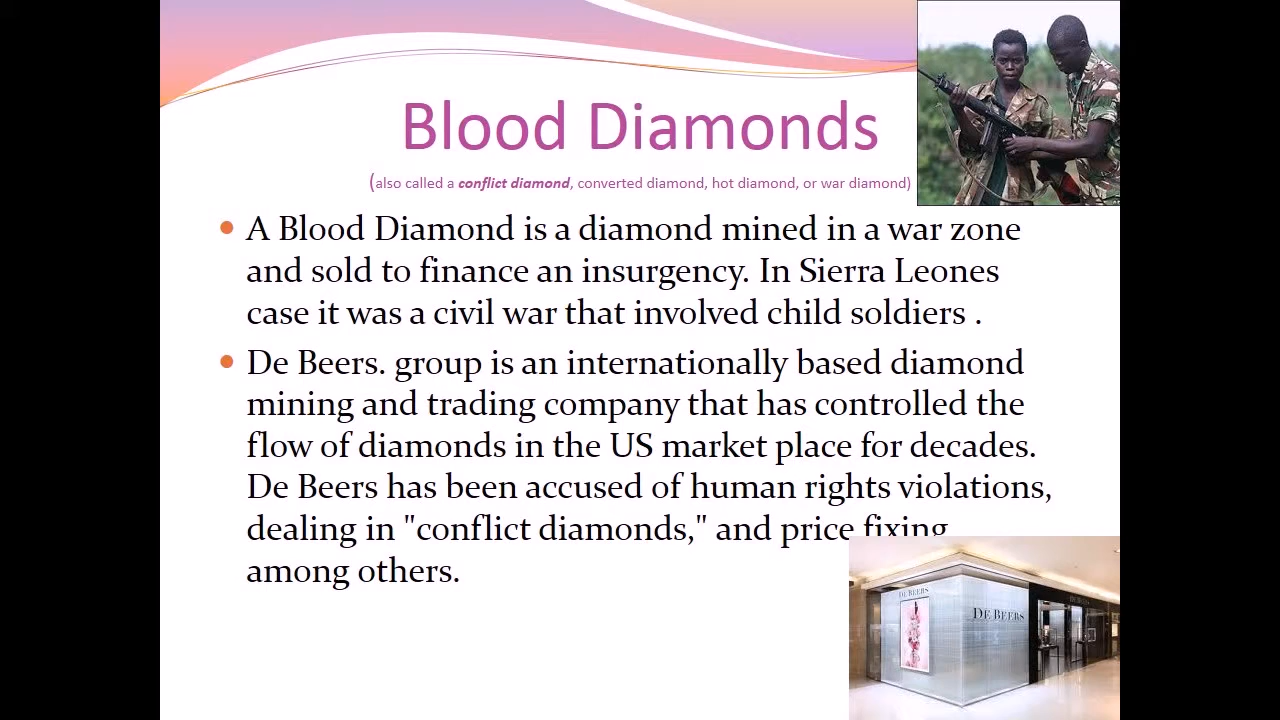 Blood Diamonds
(also called a conflict diamond, converted diamond, hot diamond, or war diamond)
A Blood Diamond is a diamond mined in a war zone
and sold to finance an insurgency. In Sierra Leones
case it was a civil war that involved child soldiers .
De Beers. group is an internationally based diamond
mining and trading company that has controlled the
flow of diamonds in the US market place for decades.
De Beers has been accused of human rights violations,
dealing in "conflict diamonds," and price fixing
among others.
DE BEERS
DE BEERS
DE BEERS